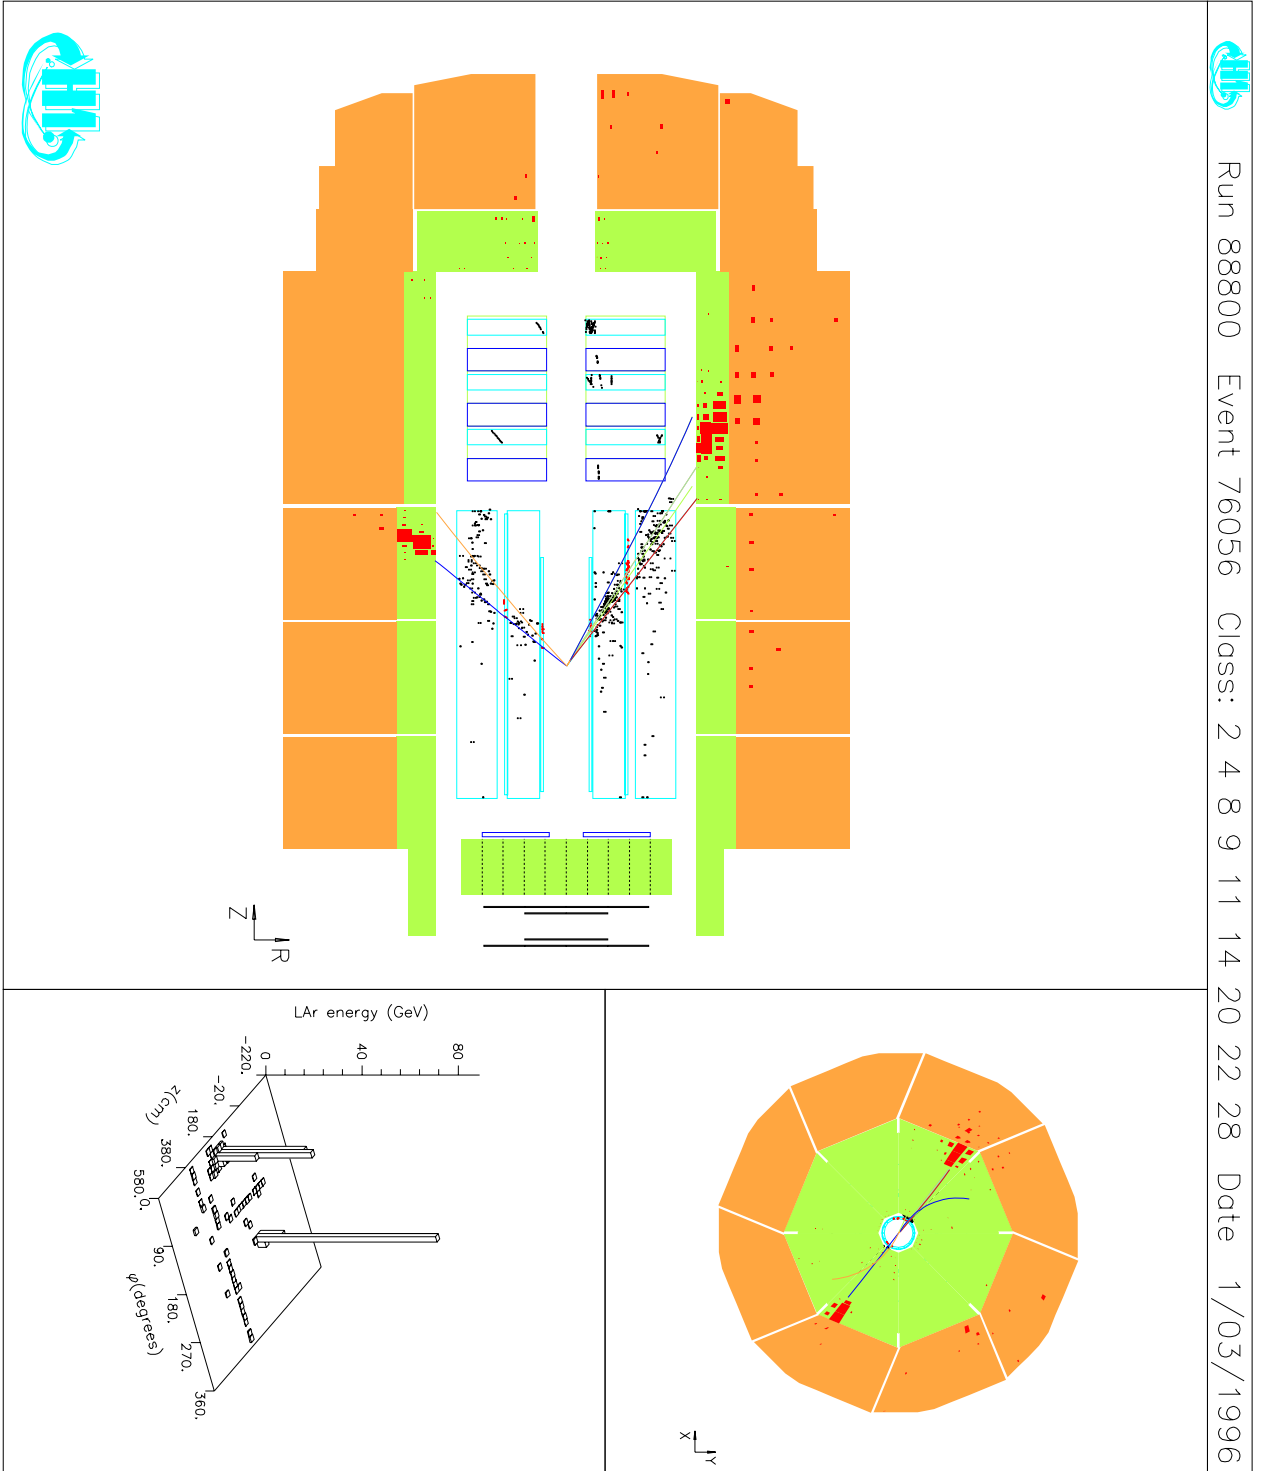 H1
Run 88800 Event 76056 Class: 2 4 8 9 11 14 20 22 28 Date 1/03/1996
H1
Z
R
LAr energy (GeV)
0
40
80
-220.
-20.
180.
380.
580.
z(cm)
0.
90.
180.
270.
360.
φ(degrees)
X
Y